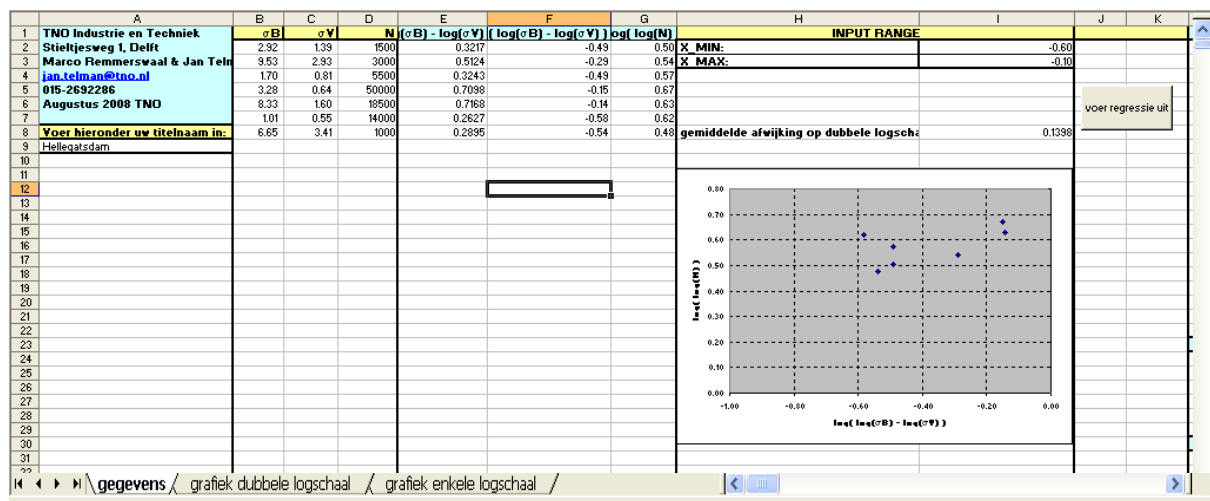 A B C D E F G H I J K
1 TNO Industrie en Techniek σB σV N (σB) - log(σV) ( log(σB) - log(σV) ) og( log(N) INPUT RANGE
2 Stieltjesweg 1, Delft 2.92 1.39 1500 0.3217 -0.49 0.50 X_MIN: -0.60
3 Marco Remmerswaal & Jan Teln 9.53 2.93 3000 0.5124 -0.29 0.54 X_MAX: -0.10
4 jan.telman@tno.nl 1.70 0.81 5500 0.3243 -0.49 0.57
5 015-2692286 3.28 0.64 50000 0.7098 -0.15 0.67
6 Augustus 2008 TNO 8.33 1.60 18500 0.7168 -0.14 0.63
voer regressie uit
7 1.01 0.55 14000 0.2627 -0.58 0.62
8 Voer hieronder uw titelnaam in: 6.65 3.41 1000 0.2895 -0.54 0.48 gemiddelde afwijking op dubbele logscha 0.1398
9 Hellegatsdam
10
11
12
13
14
15
16
17
18
19
20
21
22
23
24
25
26
27
28
29
30
31
0.80
0.70
0.60
0.50
0.40
0.30
0.20
0.10
0.00
log( log(N) )
-1.00 -0.80 -0.60 -0.40 -0.20 0.00
log( log(σB) - log(σV) )
gegevens grafiek dubbele logschaal grafiek enkele logschaal